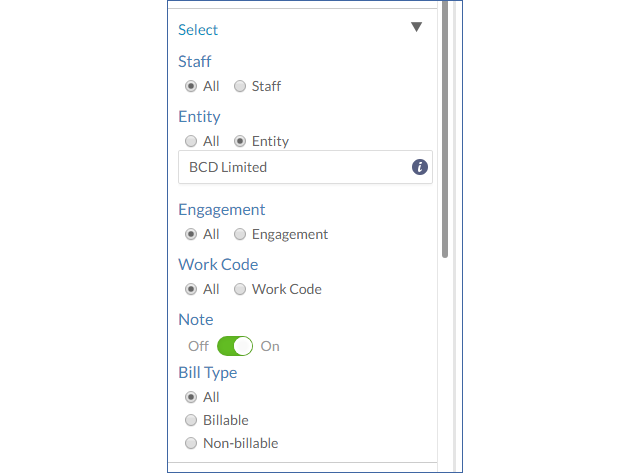 Select
Staff
All Staff
Entity
All Entity
BCD Limited i
Engagement
All Engagement
Work Code
All Work Code
Note
Off On
Bill Type
All
Billable
Non-billable